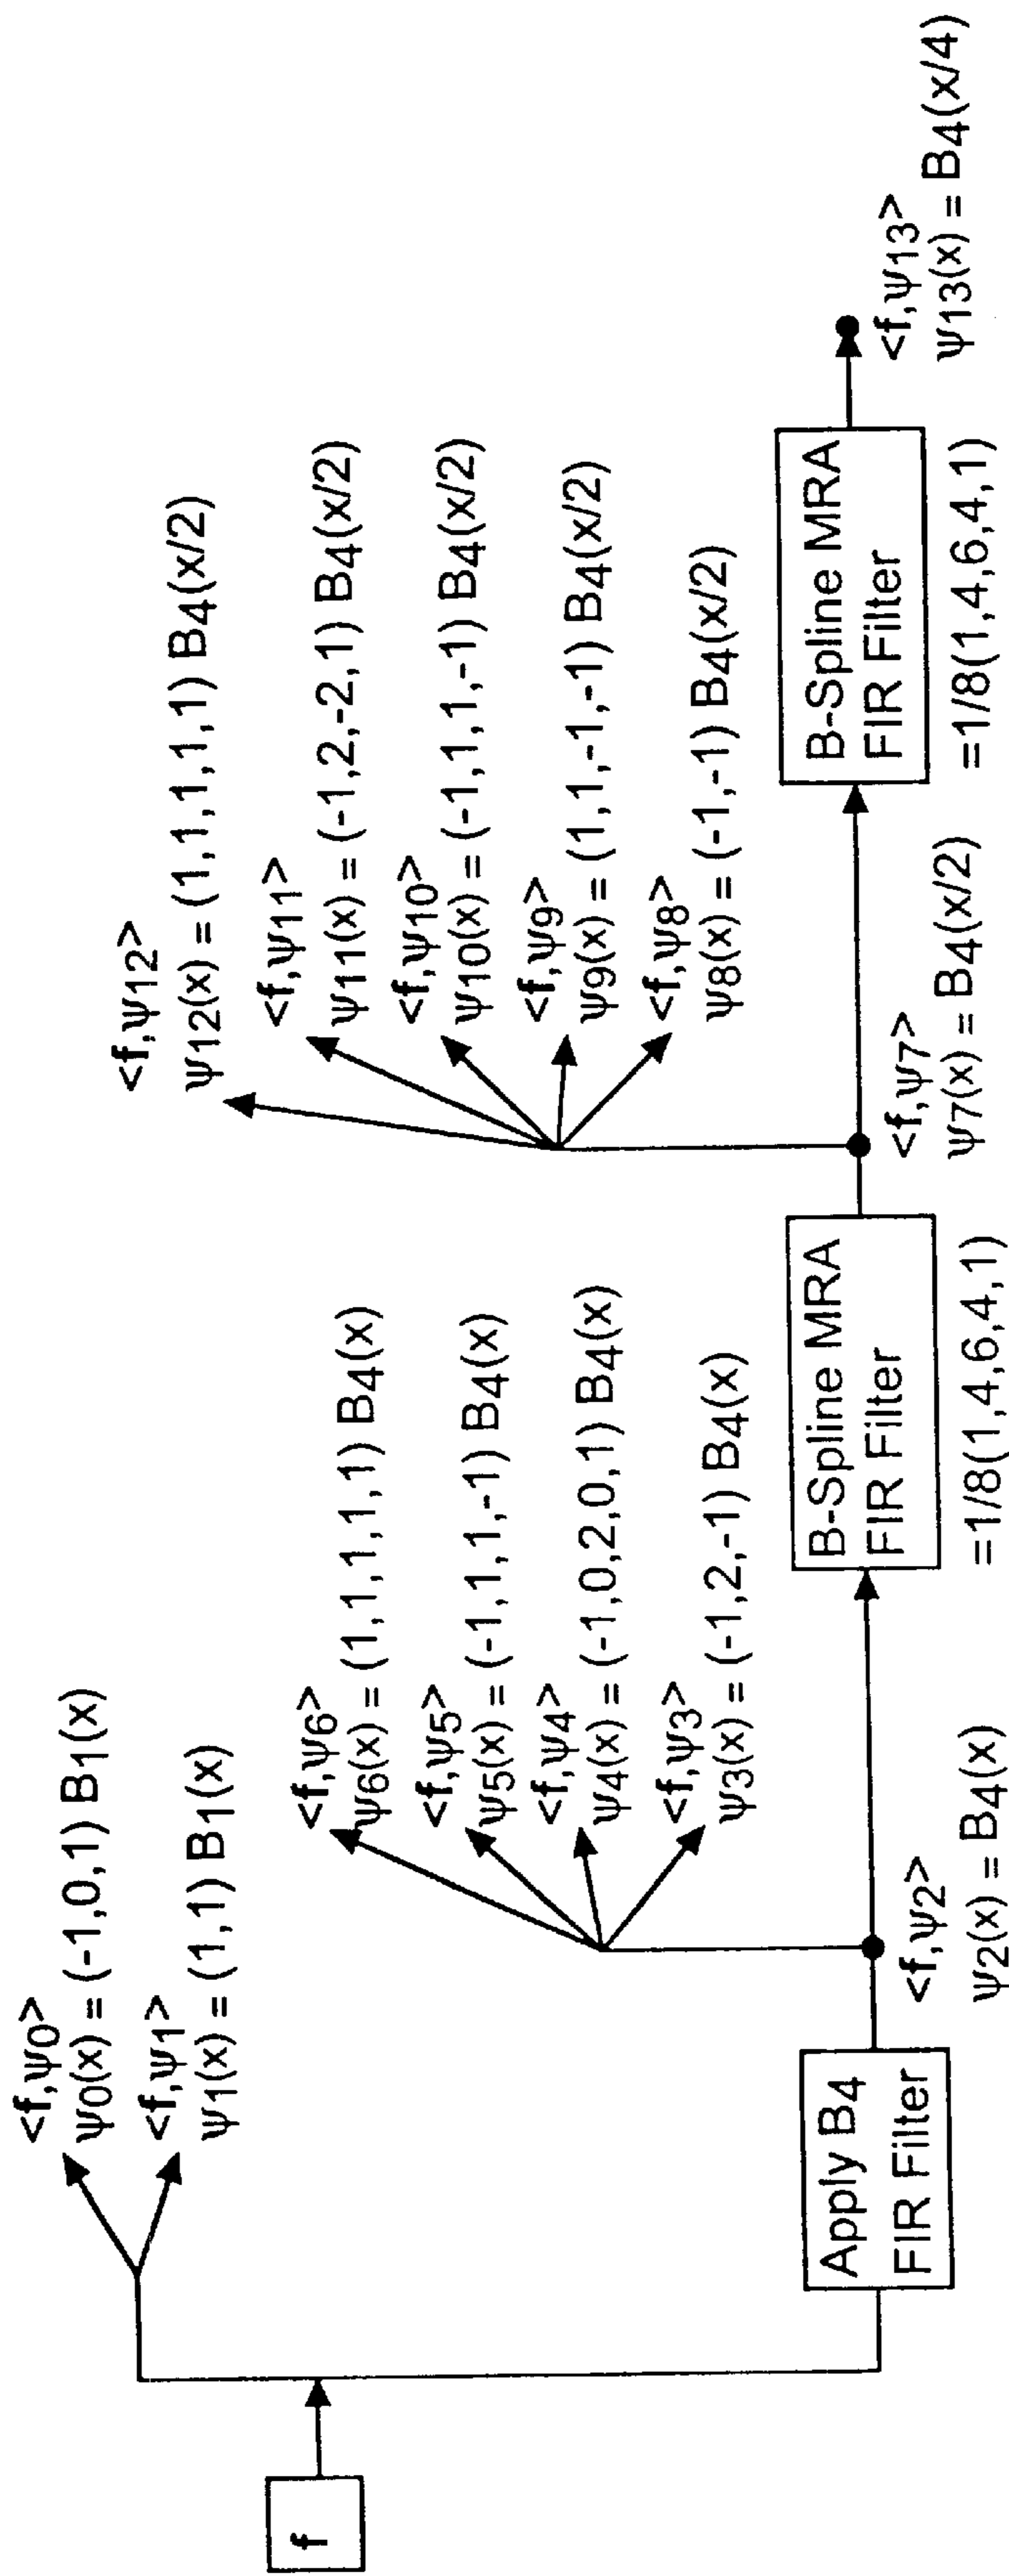 f
<f,ψ0>
ψ0(x) = (-1,0,1) B1(x)
<f,ψ1>
ψ1(x) = (1,1) B1(x)
Apply B4
FIR Filter
<f,ψ2>
ψ2(x) = B4(x)
<f,ψ6>
ψ6(x) = (1,1,1,1,1) B4(x)
<f,ψ5>
ψ5(x) = (-1,1,1,-1) B4(x)
<f,ψ4>
ψ4(x) = (-1,0,2,0,1) B4(x)
<f,ψ3>
ψ3(x) = (-1,2,-1) B4(x)
B-Spline MRA
FIR Filter
=1/8(1,4,6,4,1)
<f,ψ7>
ψ7(x) = B4(x/2)
<f,ψ12>
ψ12(x) = (1,1,1,1,1) B4(x/2)
<f,ψ11>
ψ11(x) = (-1,2,-2,1) B4(x/2)
<f,ψ10>
ψ10(x) = (-1,1,1,-1) B4(x/2)
<f,ψ9>
ψ9(x) = (1,1,-1,-1) B4(x/2)
<f,ψ8>
ψ8(x) = (-1,-1) B4(x/2)
B-Spline MRA
FIR Filter
=1/8(1,4,6,4,1)
<f,ψ13>
ψ13(x) = B4(x/4)